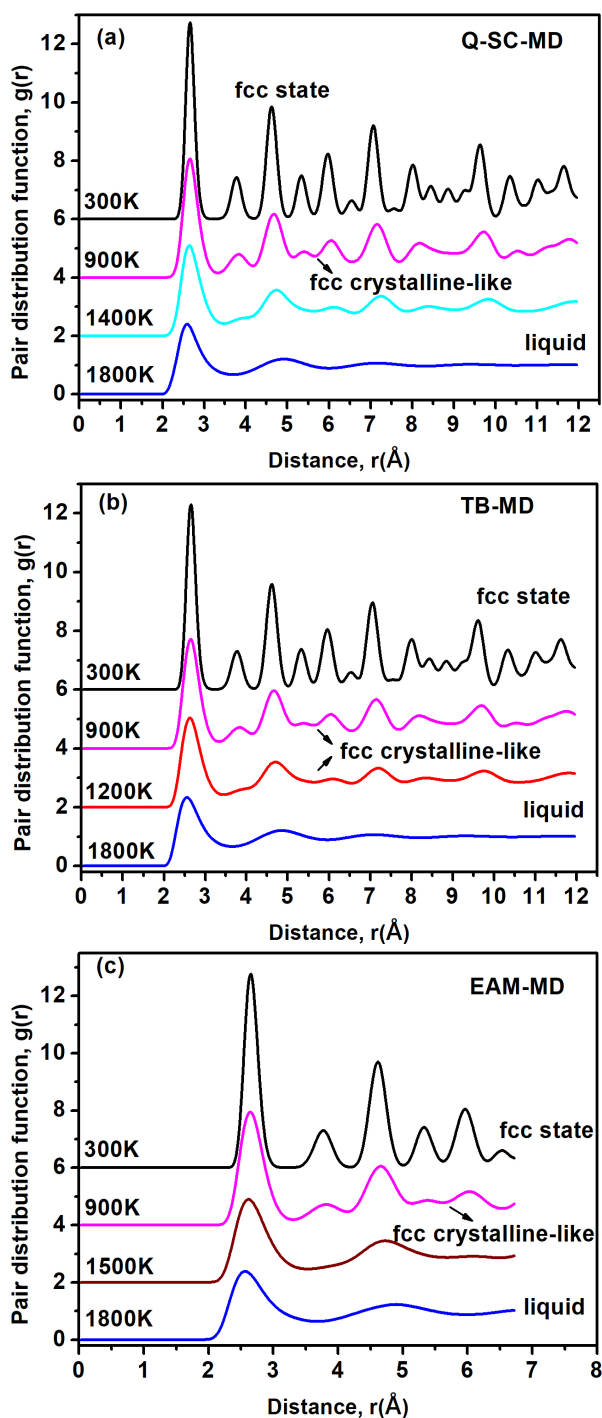 (a)
Q-SC-MD
Pair distribution function, g(r)
12
10
8
6
4
2
0
fcc state
300K
900K
fcc crystalline-like
1400K
liquid
1800K
0 1 2 3 4 5 6 7 8 9 10 11 12
Distance, r(Å)
(b)
TB-MD
Pair distribution function, g(r)
12
10
8
6
4
2
0
fcc state
300K
900K
fcc crystalline-like
1200K
liquid
1800K
0 1 2 3 4 5 6 7 8 9 10 11 12
Distance, r(Å)
(c)
EAM-MD
Pair distribution function, g(r)
12
10
8
6
4
2
0
300K
fcc state
900K
fcc crystalline-like
1500K
liquid
1800K
0 1 2 3 4 5 6 7 8
Distance, r(Å)